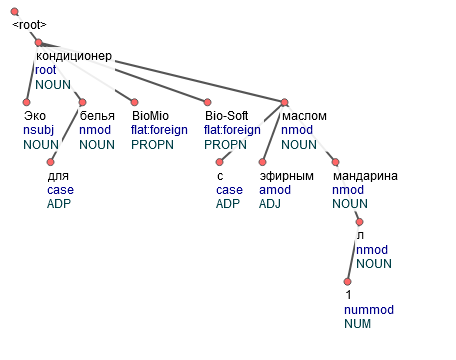 <root>
кондиционер
root
NOUN
Эко белья BioMio Bio-Soft маслом
nsubj nmod flat:foreign flat:foreign nmod
NOUN NOUN PROPN PROPN NOUN
для с эфирным мандарина
case case amod nmod
ADP ADP ADJ NOUN
л
nmod
NOUN
1
nummod
NUM